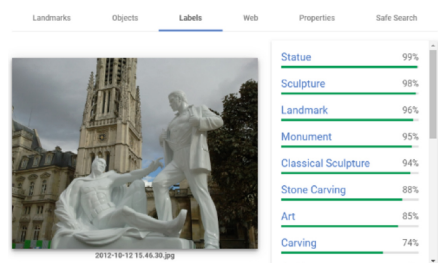 Landmarks Objects Labels Web Properties Safe Search
Statue 99%
Sculpture 98%
Landmark 96%
Monument 95%
Classical Sculpture 94%
Stone Carving 88%
Art 85%
Carving 74%
2012-10-12 15.46.30.jpg